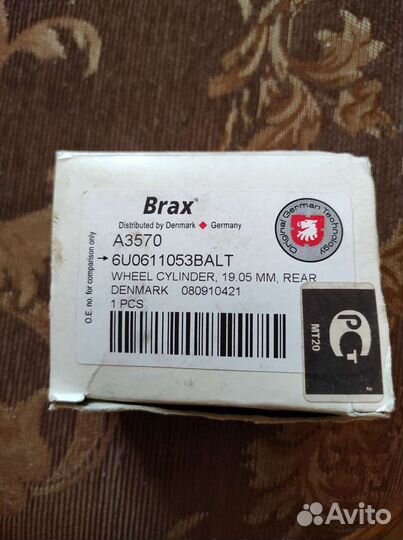 Brax®
Distributed by Denmark Germany
A3570
O.E. no. for comparison only
→6U0611053BALT
WHEEL CYLINDER, 19.05 MM, REAR
DENMARK 080910421
1 PCS
Original German Technology
РСТ
MT20
Avito